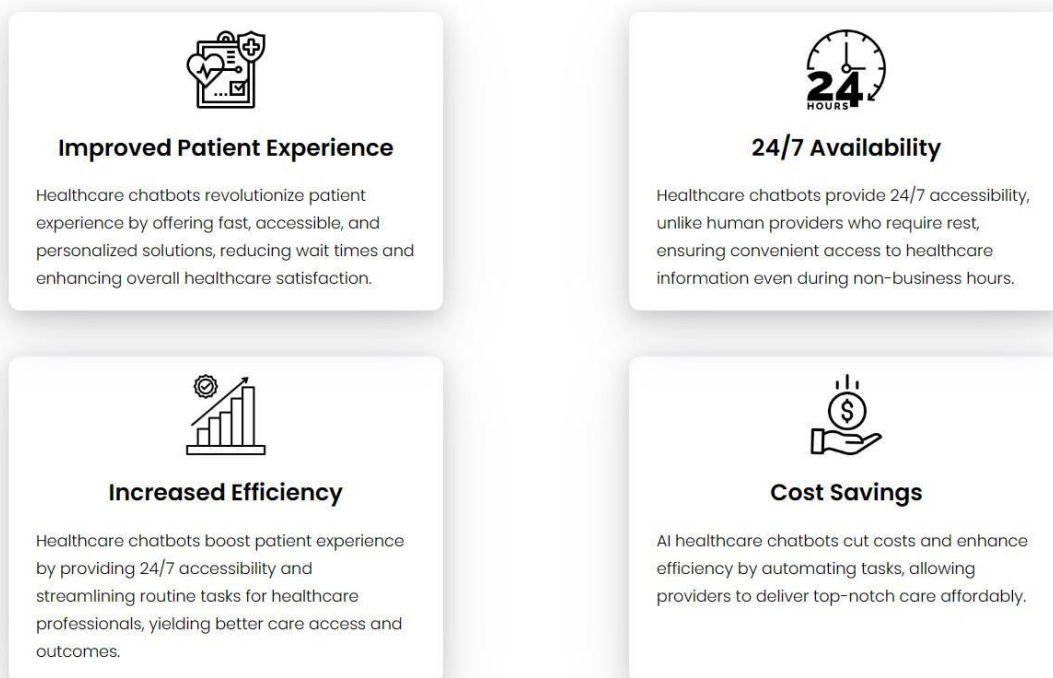 Improved Patient Experience
Healthcare chatbots revolutionize patient
experience by offering fast, accessible, and
personalized solutions, reducing wait times and
enhancing overall healthcare satisfaction.
24
HOURS
24/7 Availability
Healthcare chatbots provide 24/7 accessibility,
unlike human providers who require rest,
ensuring convenient access to healthcare
information even during non-business hours.
Increased Efficiency
Healthcare chatbots boost patient experience
by providing 24/7 accessibility and
streamlining routine tasks for healthcare
professionals, yielding better care access and
outcomes.
$
Cost Savings
AI healthcare chatbots cut costs and enhance
efficiency by automating tasks, allowing
providers to deliver top-notch care affordably.